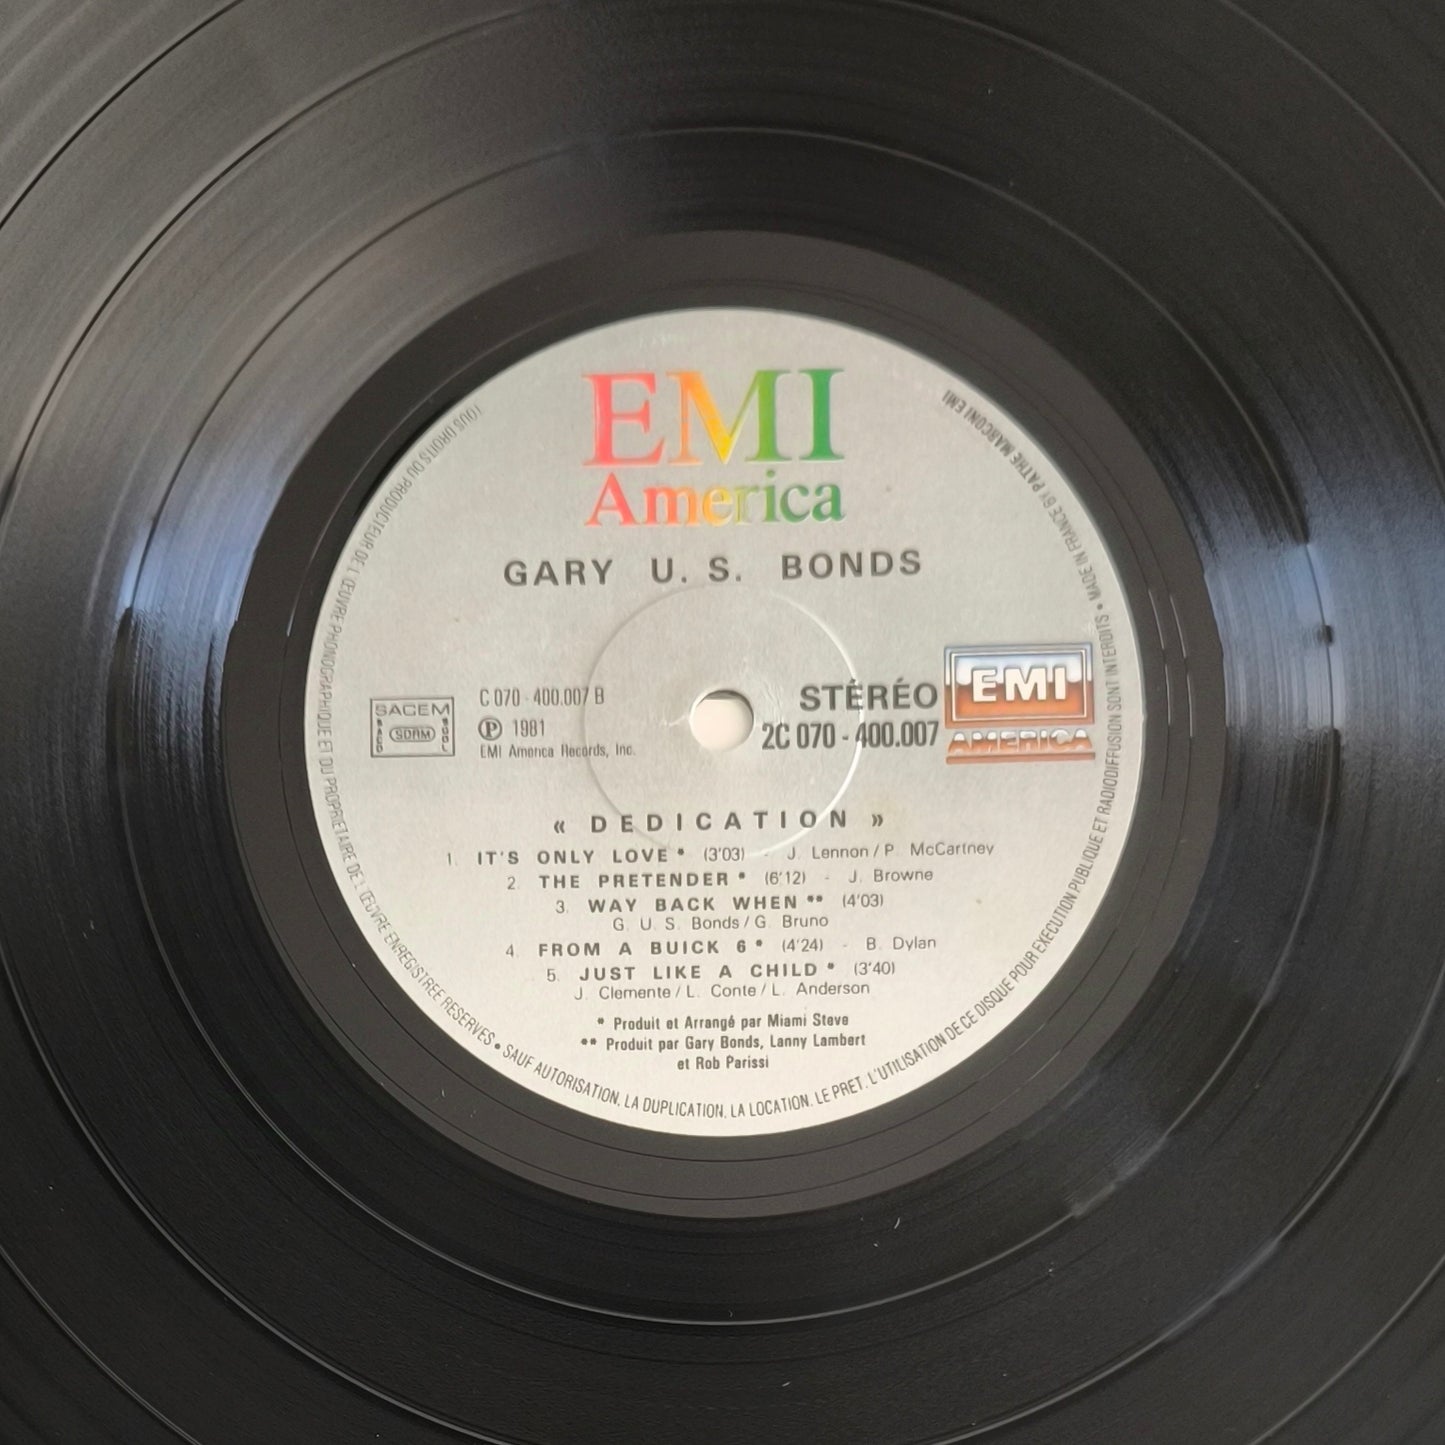 EMI
America
GARY U. S. BONDS
SACEM
SACD SDRM SGDL
C 070 - 400.007 B
℗ 1981
EMI America Records, Inc.
STÉRÉO
2C 070 - 400.007
EMI
AMERICA
« DEDICATION »
1. IT'S ONLY LOVE * (3'03) - J. Lennon / P. McCartney
2. THE PRETENDER * (6'12) - J. Browne
3. WAY BACK WHEN ** (4'03)
G. U. S. Bonds / G. Bruno
4. FROM A BUICK 6 * (4'24) - B. Dylan
5. JUST LIKE A CHILD * (3'40)
J. Clemente / L. Conte / L. Anderson
* Produit et Arrangé par Miami Steve
** Produit par Gary Bonds, Lanny Lambert
et Rob Parissi
TOUS DROITS DU PRODUCTEUR DE L'ŒUVRE PHONOGRAPHIQUE ET DU PROPRIETAIRE DE L'ŒUVRE ENREGISTREE RESERVES • SAUF AUTORISATION, LA DUPLICATION, LA LOCATION, LE PRET, L'UTILISATION DE CE DISQUE POUR EXECUTION PUBLIQUE ET RADIODIFFUSION SONT INTERDITS • MADE IN FRANCE BY PATHE MARCONI EMI